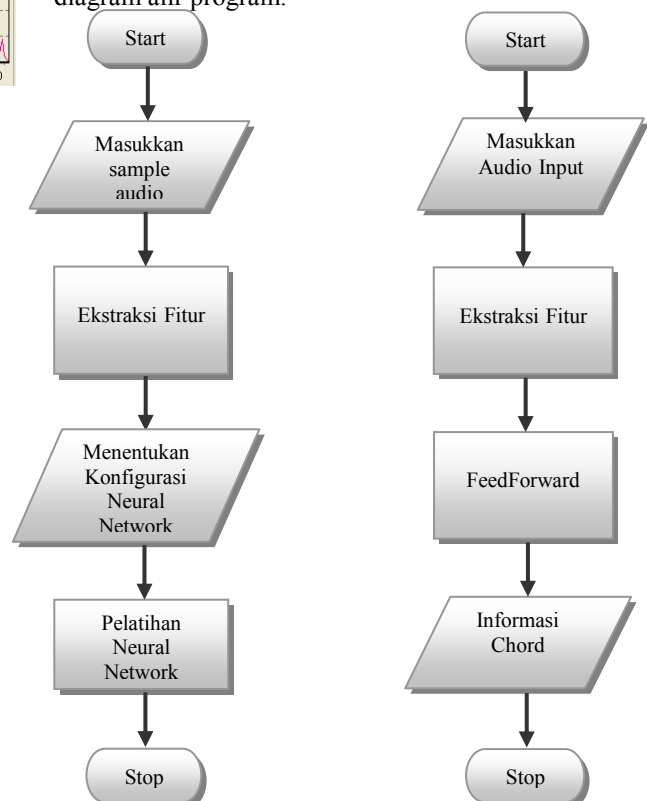 diagram alir program.
Start
Masukkan
sample
audio
Ekstraksi Fitur
Menentukan
Konfigurasi
Neural
Network
Pelatihan
Neural
Network
Stop
Start
Masukkan
Audio Input
Ekstraksi Fitur
FeedForward
Informasi
Chord
Stop